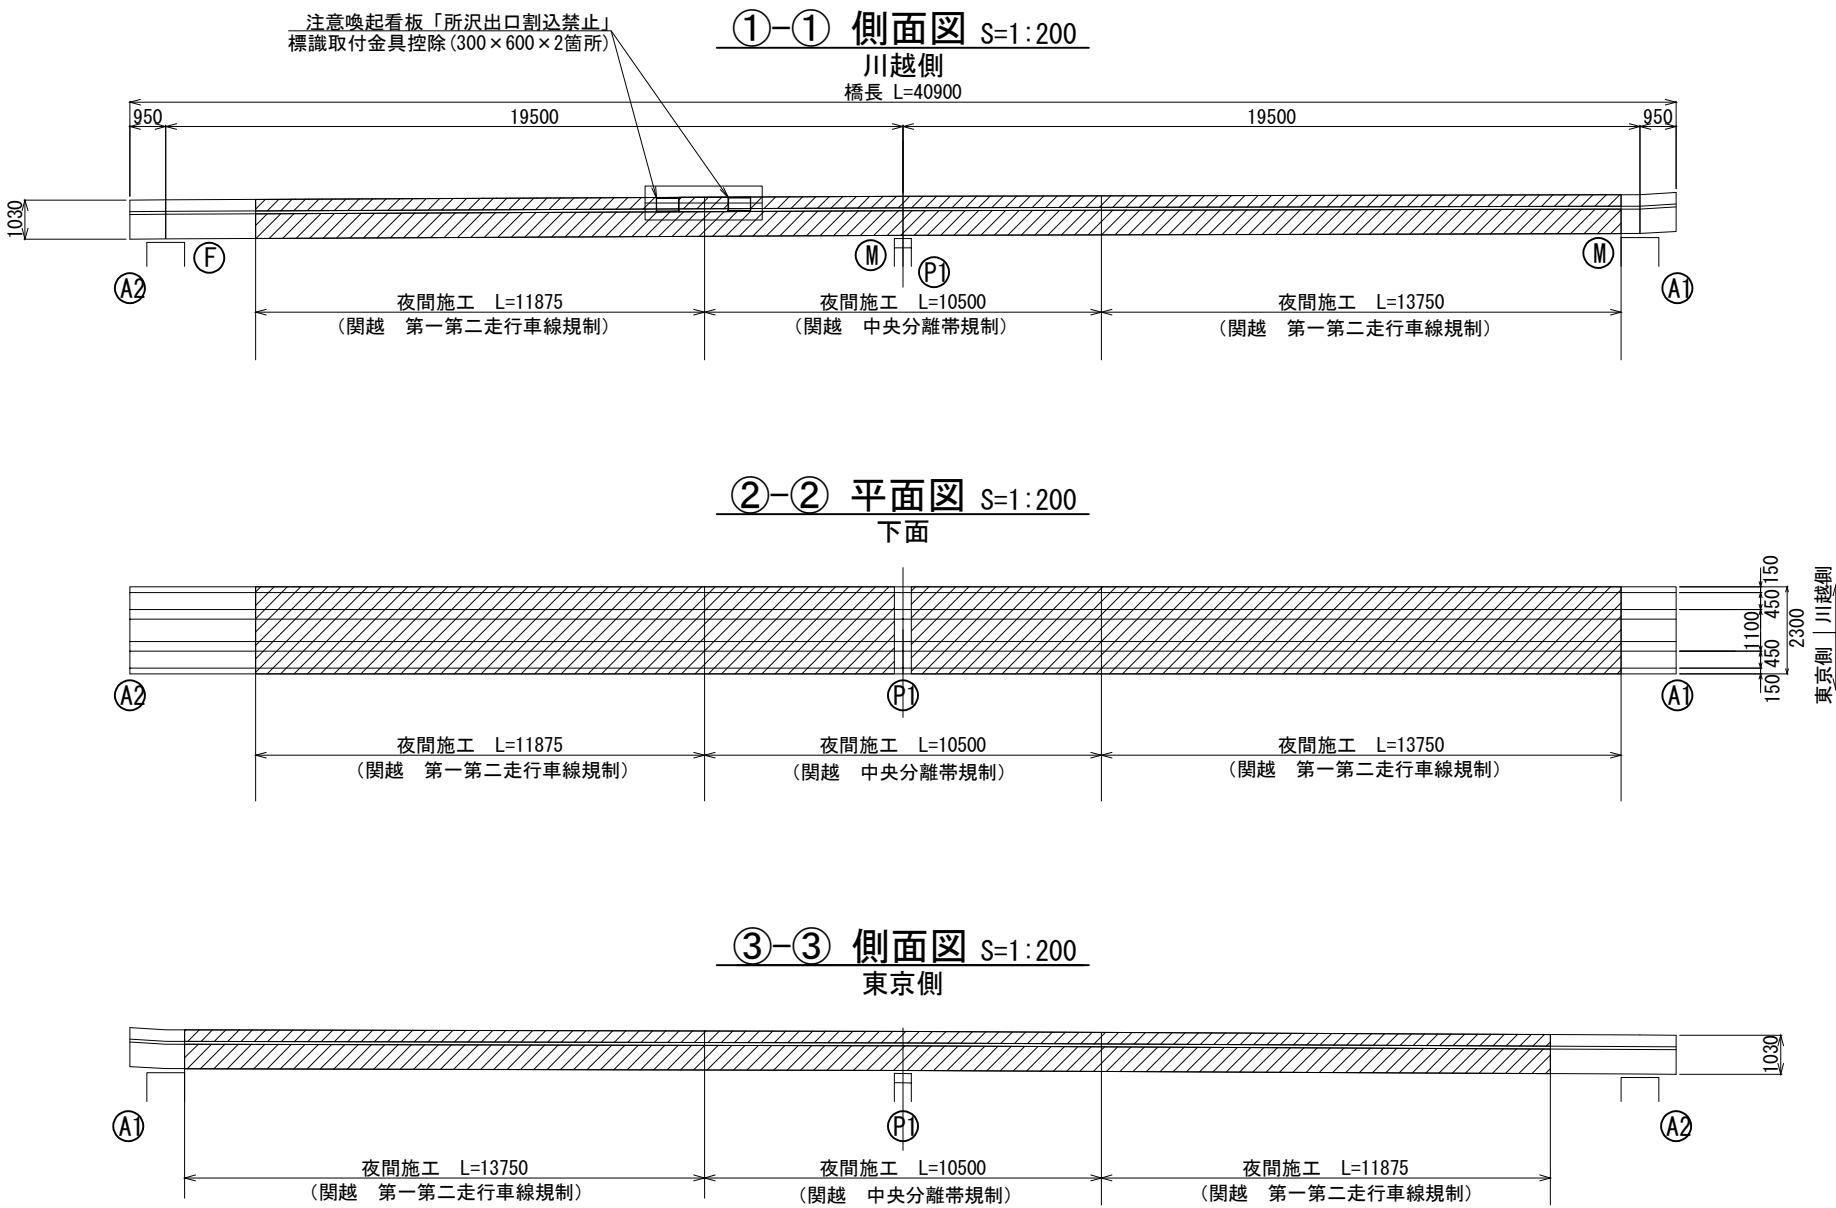 注意喚起看板「所沢出口割込禁止」
標識取付金具控除(300×600×2箇所)
①-① 側面図 S=1:200
川越側
橋長 L=40900
950 19500 19500 950
1030
F M P1 M
A2 A1
夜間施工 L=11875 夜間施工 L=10500 夜間施工 L=13750
(関越 第一第二走行車線規制) (関越 中央分離帯規制) (関越 第一第二走行車線規制)
②-② 平面図 S=1:200
下面
150
450
1100
450
150
2300
東京側 川越側
A2 P1 A1
夜間施工 L=11875 夜間施工 L=10500 夜間施工 L=13750
(関越 第一第二走行車線規制) (関越 中央分離帯規制) (関越 第一第二走行車線規制)
③-③ 側面図 S=1:200
東京側
1030
A1 P1 A2
夜間施工 L=13750 夜間施工 L=10500 夜間施工 L=11875
(関越 第一第二走行車線規制) (関越 中央分離帯規制) (関越 第一第二走行車線規制)